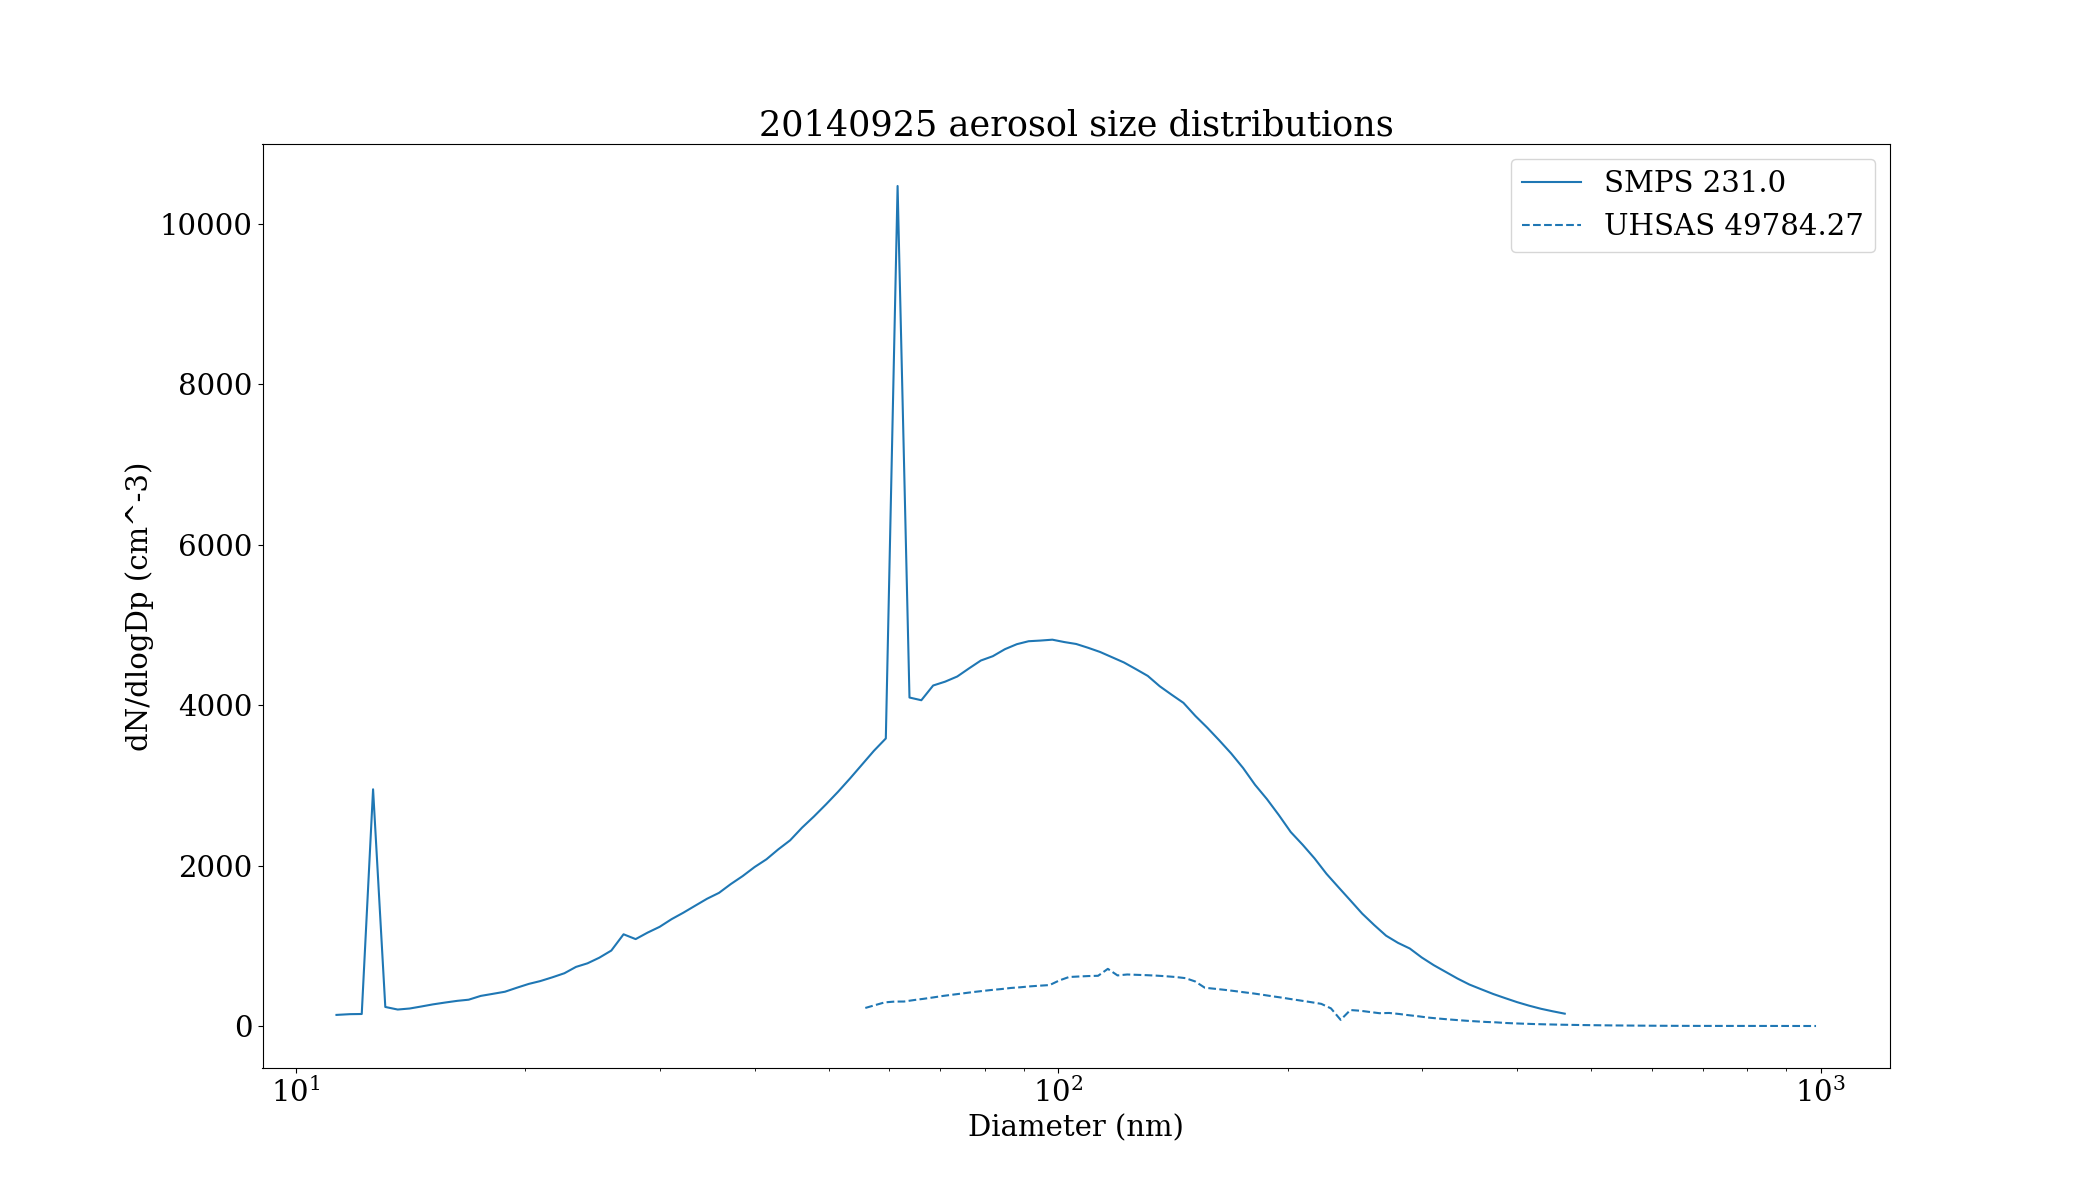 20140925 aerosol size distributions
SMPS 231.0
UHSAS 49784.27
10000
8000
6000
4000
2000
0
dN/dlogDp (cm^-3)
10¹
10²
10³
Diameter (nm)